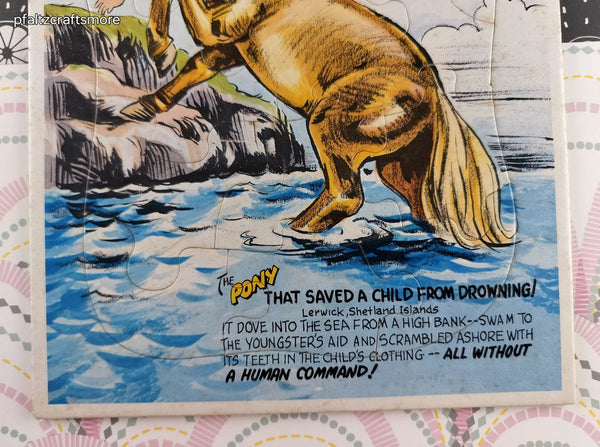 pfaltzcraftsmore
THE PONY THAT SAVED A CHILD FROM DROWNING!
Lerwick, Shetland Islands
IT DOVE INTO THE SEA FROM A HIGH BANK--SWAM TO
THE YOUNGSTER'S AID AND SCRAMBLED ASHORE WITH
ITS TEETH IN THE CHILD'S CLOTHING -- ALL WITHOUT
A HUMAN COMMAND!